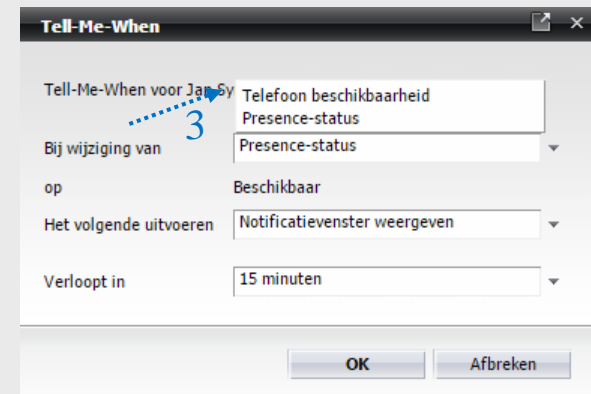 Tell-Me-When
Tell-Me-When voor Jan Sy
Telefoon beschikbaarheid
Presence-status
3
Bij wijziging van
Presence-status
op
Beschikbaar
Het volgende uitvoeren
Notificatievenster weergeven
Verloopt in
15 minuten
OK
Afbreken